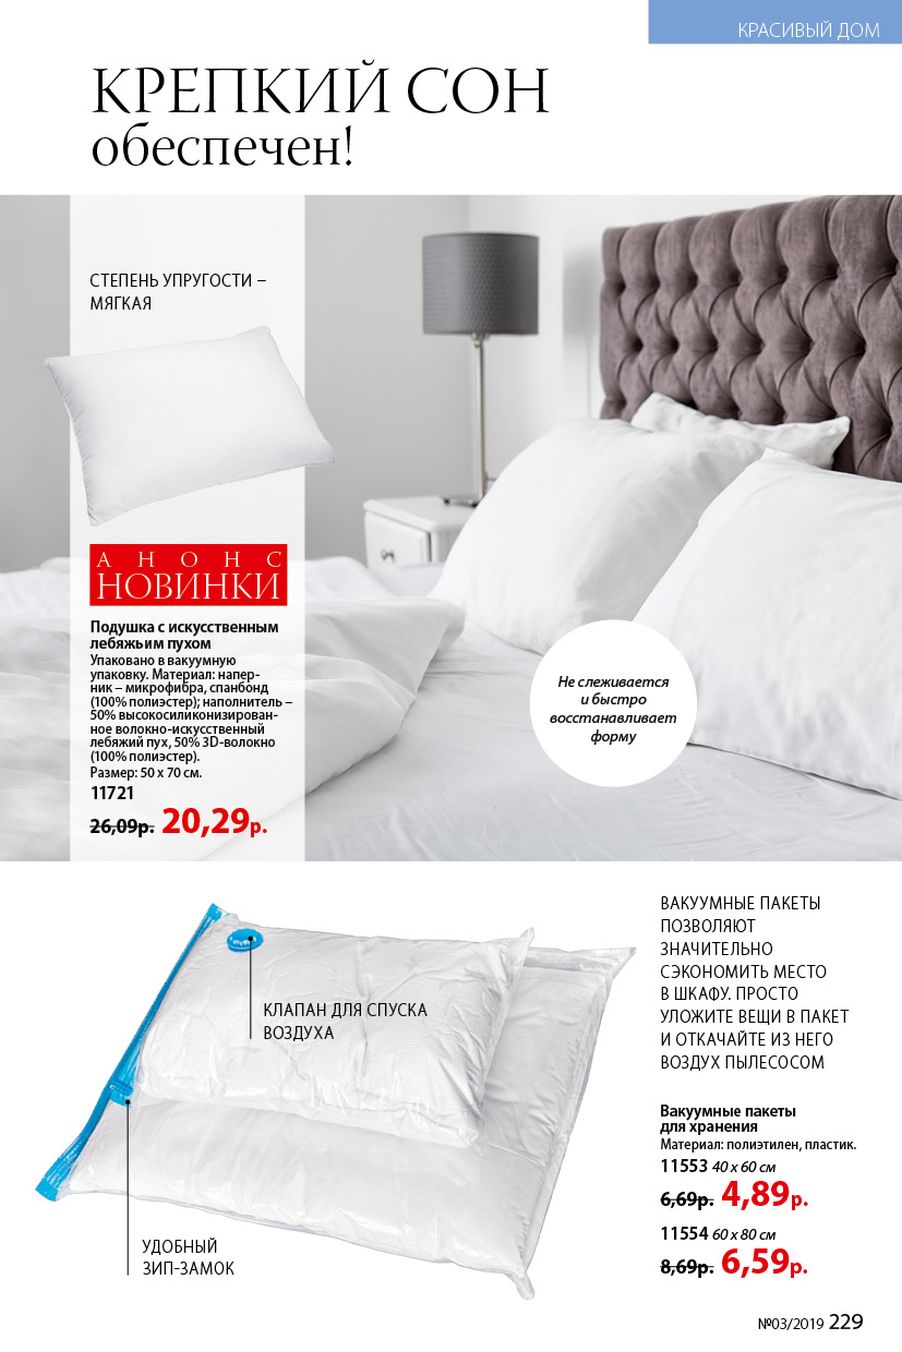 КРАСИВЫЙ ДОМ
КРЕПКИЙ СОН
обеспечен!
СТЕПЕНЬ УПРУГОСТИ –
МЯГКАЯ
АНОНС
НОВИНКИ
Подушка с искусственным
лебяжьим пухом
Упаковано в вакуумную
упаковку. Материал: напер-
ник – микрофибра, спанбонд
(100% полиэстер); наполнитель –
50% высокосиликонизирован-
ное волокно-искусственный
лебяжий пух, 50% 3D-волокно
(100% полиэстер).
Размер: 50 х 70 см.
11721
26,09р. 20,29р.
Не слеживается
и быстро
восстанавливает
форму
КЛАПАН ДЛЯ СПУСКА
ВОЗДУХА
УДОБНЫЙ
ЗИП-ЗАМОК
ВАКУУМНЫЕ ПАКЕТЫ
ПОЗВОЛЯЮТ
ЗНАЧИТЕЛЬНО
СЭКОНОМИТЬ МЕСТО
В ШКАФУ. ПРОСТО
УЛОЖИТЕ ВЕЩИ В ПАКЕТ
И ОТКАЧАЙТЕ ИЗ НЕГО
ВОЗДУХ ПЫЛЕСОСОМ
Вакуумные пакеты
для хранения
Материал: полиэтилен, пластик.
11553 40 х 60 см
6,69р. 4,89р.
11554 60 х 80 см
8,69р. 6,59р.
№03/2019 229